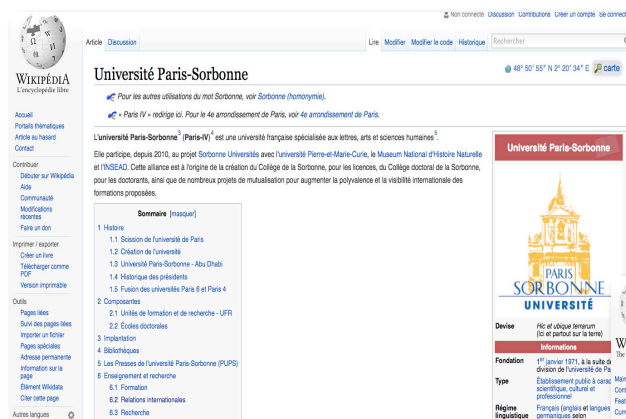 Non connecté Discussion Contributions Créer un compte Se connect
Article Discussion
Lire Modifier Modifier le code Historique Rechercher
WIKIPÉDIA
L'encyclopédie libre
Accueil
Portails thématiques
Article au hasard
Contact
Contribuer
Débuter sur Wikipédia
Aide
Communauté
Modifications
récentes
Faire un don
Imprimer / exporter
Créer un livre
Télécharger comme
PDF
Version imprimable
Outils
Pages liées
Suivi des pages liées
Importer un fichier
Pages spéciales
Adresse permanente
Information sur la
page
Élément Wikidata
Citer cette page
Autres langues
Université Paris-Sorbonne
48° 50′ 55″ N 2° 20′ 34″ E carte
Pour les autres utilisations du mot Sorbonne, voir Sorbonne (homonymie).
« Paris IV » redirige ici. Pour le 4e arrondissement de Paris, voir 4e arrondissement de Paris.
L'université Paris-Sorbonne 3 (Paris-IV) 4 est une université française spécialisée aux lettres, arts et sciences humaines 5.
Elle participe, depuis 2010, au projet Sorbonne Universités avec l'université Pierre-et-Marie-Curie, le Museum National d'Histoire Naturelle
et l'INSEAD. Cette alliance est à l'origine de la création du Collège de la Sorbonne, pour les licences, du Collège doctoral de la Sorbonne,
pour les doctorants, ainsi que de nombreux projets de mutualisation pour augmenter la polyvalence et la visibilité internationale des
formations proposées.
Sommaire [masquer]
1 Histoire
1.1 Scission de l'université de Paris
1.2 Création de l'université
1.3 Université Paris-Sorbonne - Abu Dhabi
1.4 Historique des présidents
1.5 Fusion des universités Paris 6 et Paris 4
2 Composantes
2.1 Unités de formation et de recherche - UFR
2.2 Écoles doctorales
3 Implantation
4 Bibliothèques
5 Les Presses de l'université Paris-Sorbonne (PUPS)
6 Enseignement et recherche
6.1 Formation
6.2 Relations internationales
6.3 Recherche
Université Paris-Sorbonne
PARIS
SORBONNE
UNIVERSITÉ
Devise Hic et ubique terrarum
(Ici et partout sur la terre)
Informations
Fondation 1er janvier 1971, à la suite de
division de l'université de Pa
Type Établissement public à carac
scientifique, culturel et
professionnel
Régime Français (anglais et langues
linguistique germaniques selon
W
The
Main
Cont
Feat
Curr